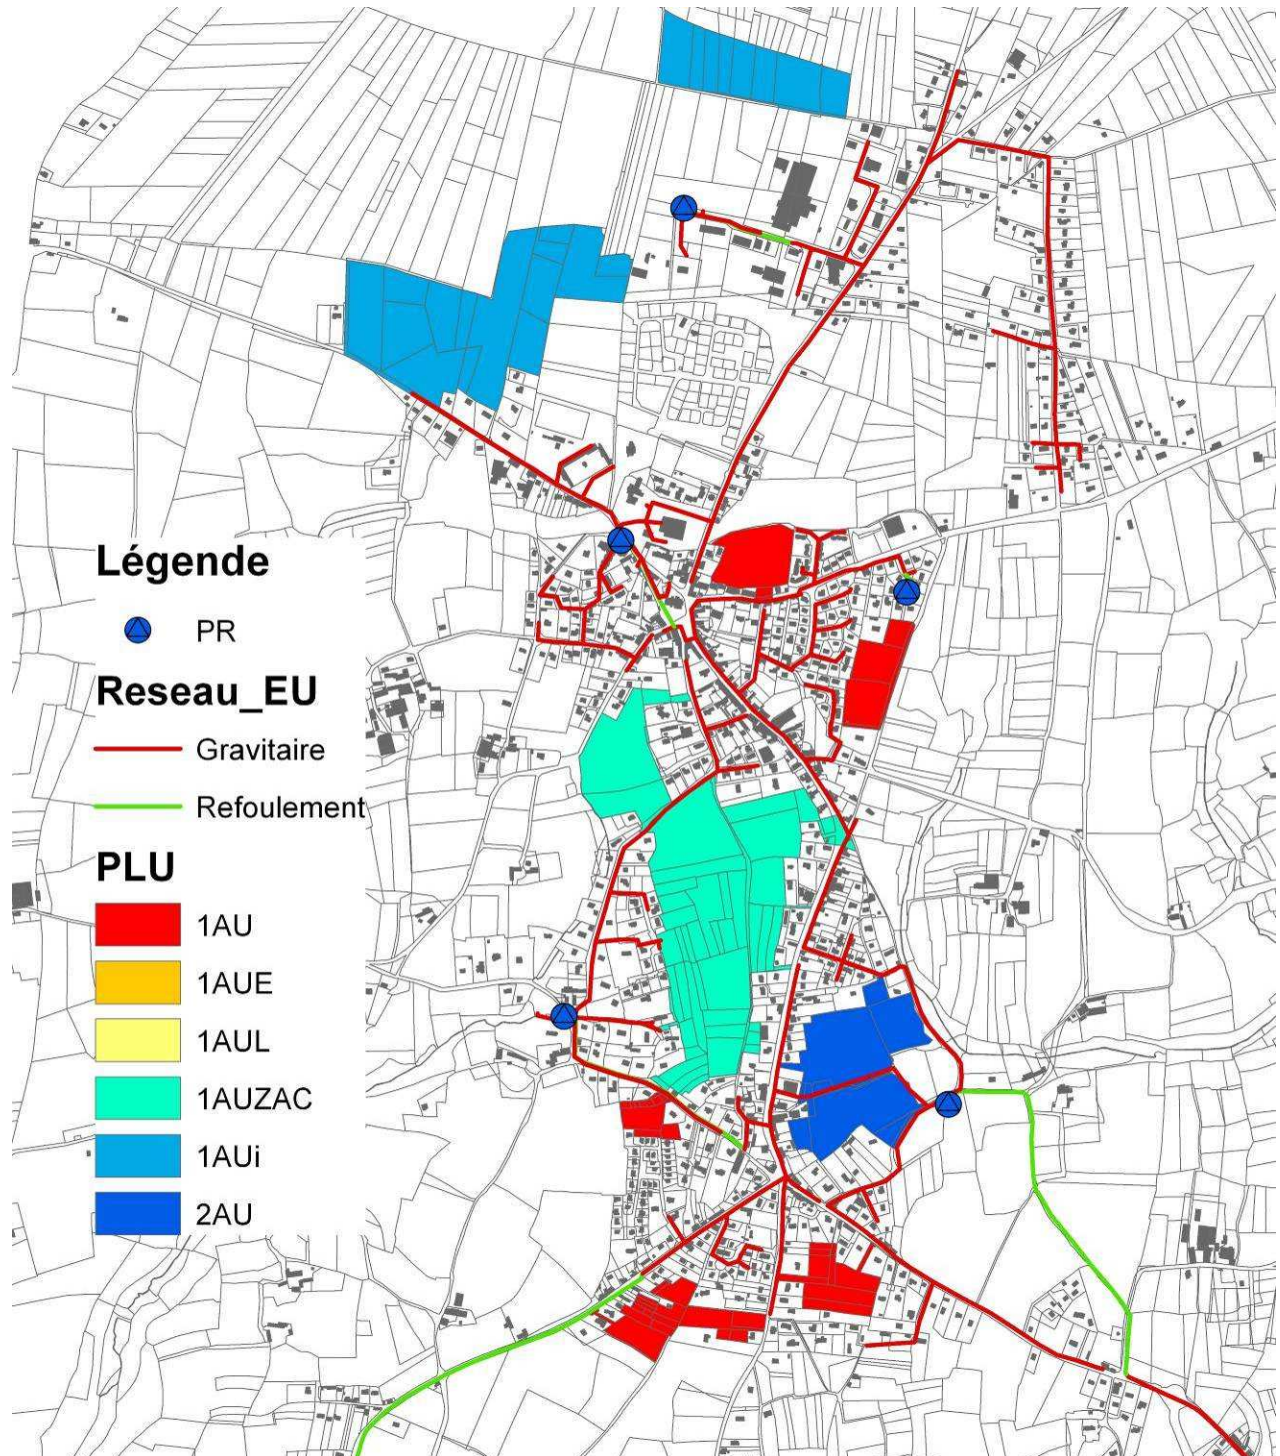 Légende
PR
Reseau_EU
Gravitaire
Refoulement
PLU
1AU
1AUE
1AUL
1AUZAC
1AUi
2AU